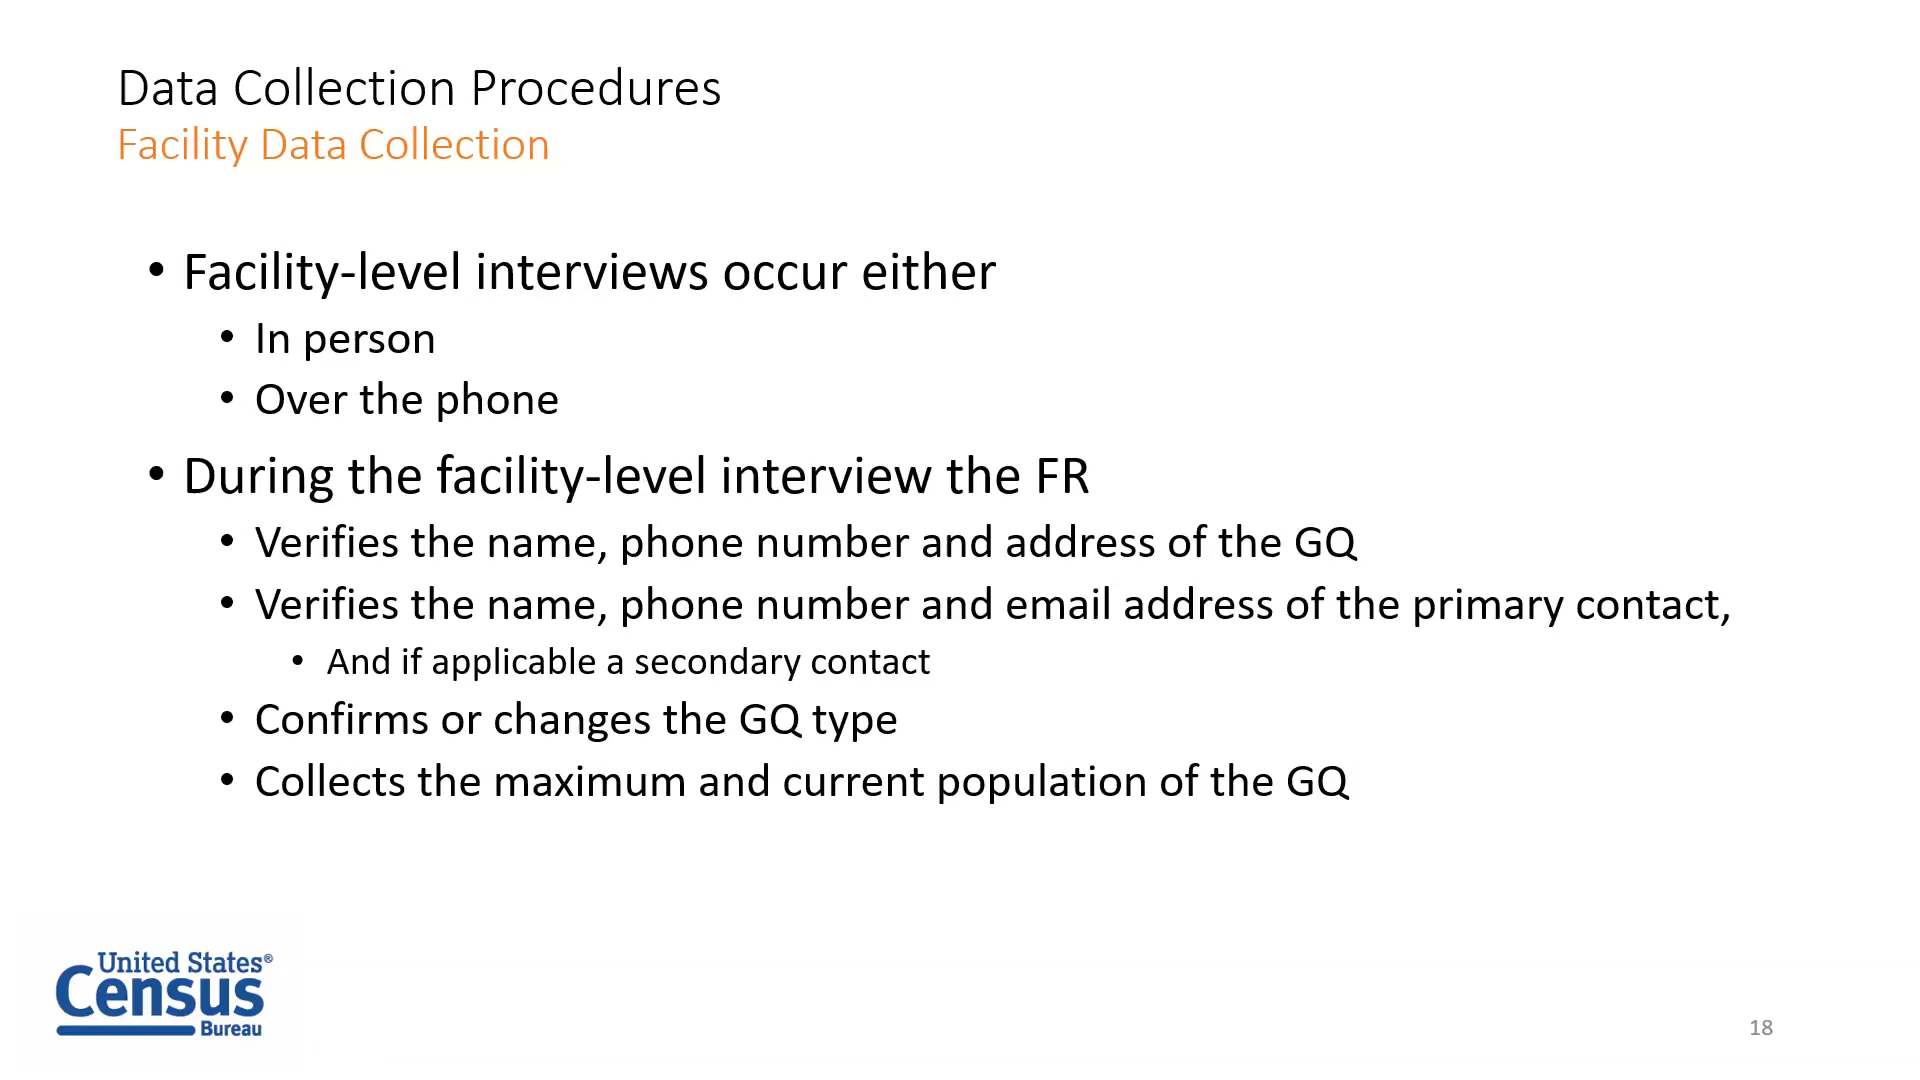 Data Collection Procedures
Facility Data Collection
• Facility-level interviews occur either
• In person
• Over the phone
• During the facility-level interview the FR
• Verifies the name, phone number and address of the GQ
• Verifies the name, phone number and email address of the primary contact,
• And if applicable a secondary contact
• Confirms or changes the GQ type
• Collects the maximum and current population of the GQ
United States®
Census
Bureau
18